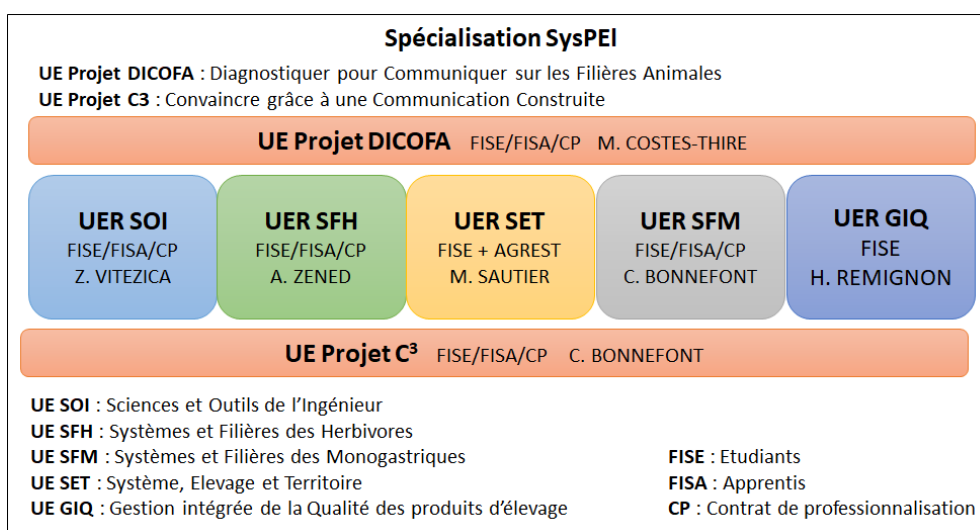 Spécialisation SysPEl
UE Projet DICOFA : Diagnostiquer pour Communiquer sur les Filières Animales
UE Projet C3 : Convaincre grâce à une Communication Construite
UE Projet DICOFA FISE/FISA/CP M. COSTES-THIRE
UER SOI
FISE/FISA/CP
Z. VITEZICA
UER SFH
FISE/FISA/CP
A. ZENED
UER SET
FISE + AGREST
M. SAUTIER
UER SFM
FISE/FISA/CP
C. BONNEFONT
UER GIQ
FISE
H. REMIGNON
UE Projet C³ FISE/FISA/CP C. BONNEFONT
UE SOI : Sciences et Outils de l’Ingénieur
UE SFH : Systèmes et Filières des Herbivores
UE SFM : Systèmes et Filières des Monogastriques
UE SET : Système, Elevage et Territoire
UE GIQ : Gestion intégrée de la Qualité des produits d’élevage
FISE : Etudiants
FISA : Apprentis
CP : Contrat de professionnalisation